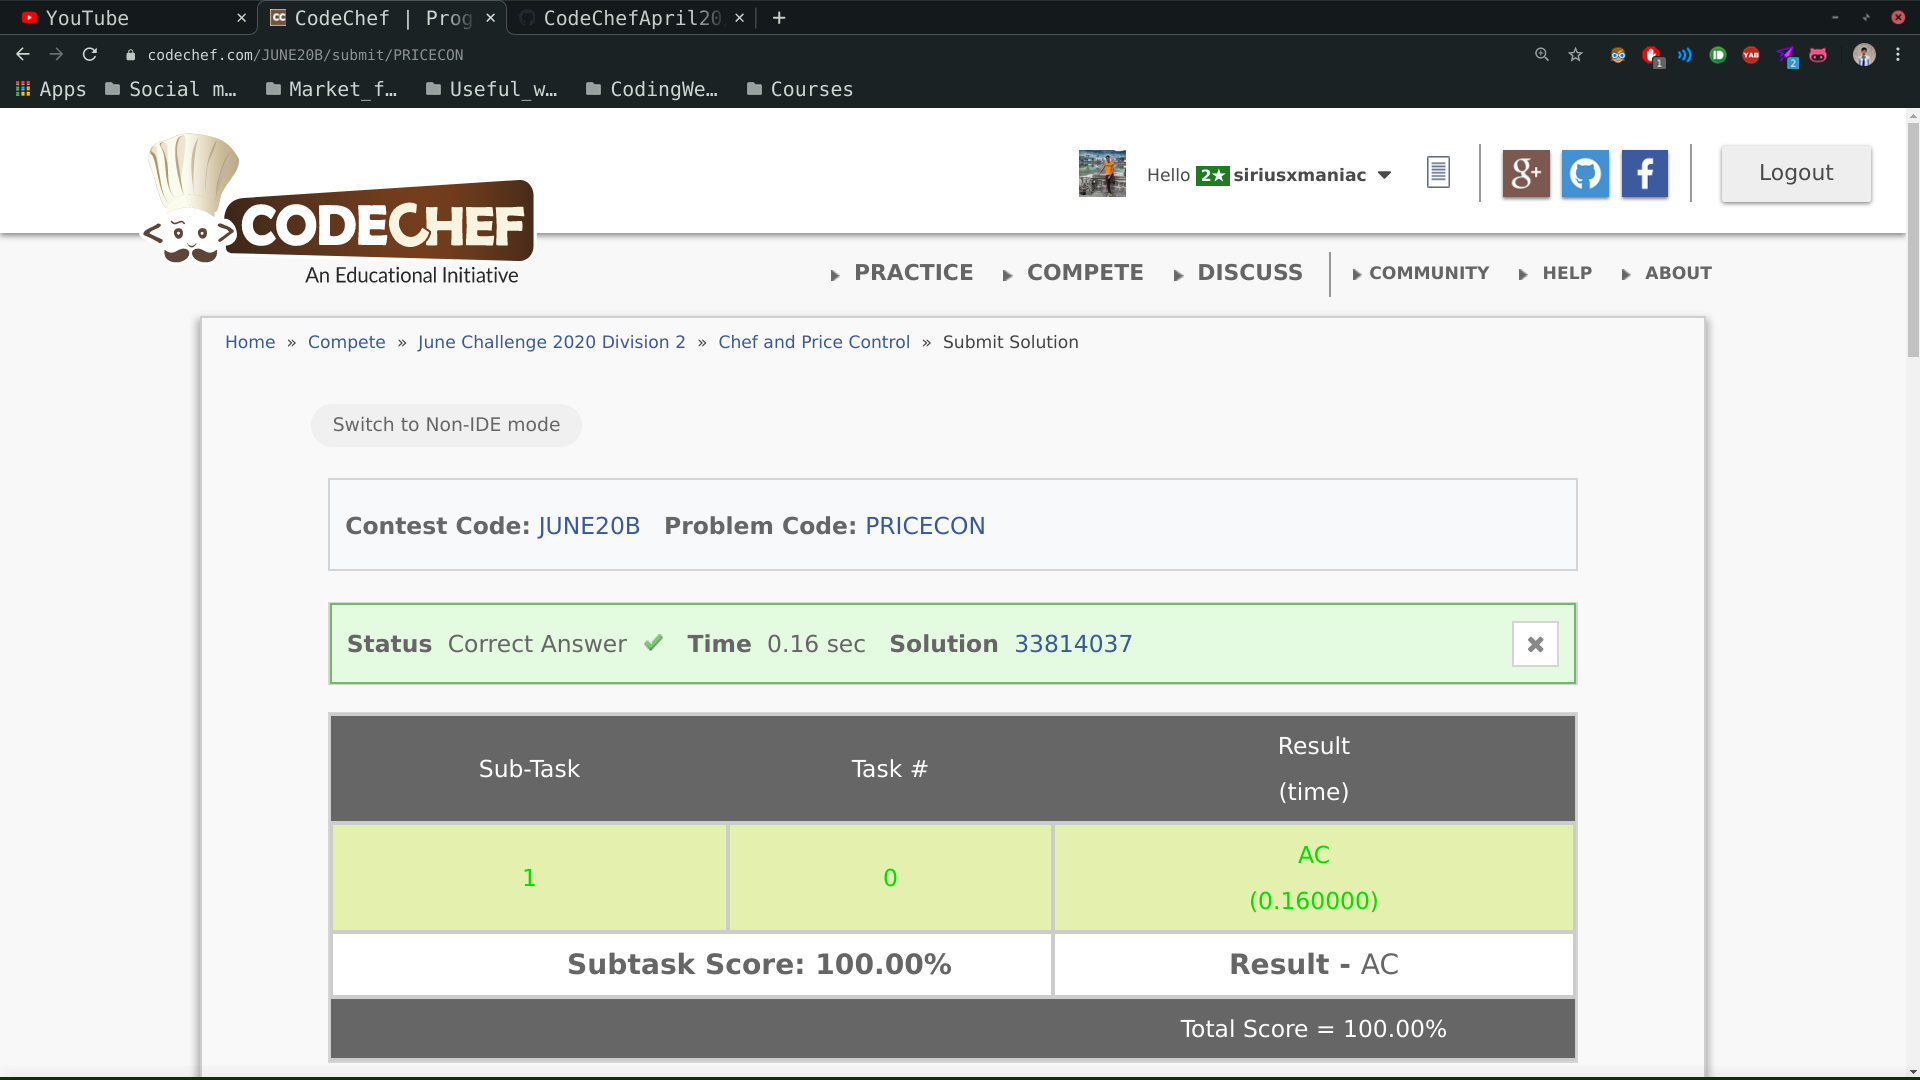 YouTube
CodeChef | Prog
CodeChefApril20
codechef.com/JUNE20B/submit/PRICECON
1
YAB
2
Apps Social m… Market_f… Useful_w… CodingWe… Courses
CODECHEF
An Educational Initiative
Hello 2★ siriusxmaniac
g+
f
Logout
PRACTICE COMPETE DISCUSS COMMUNITY HELP ABOUT
Home » Compete » June Challenge 2020 Division 2 » Chef and Price Control » Submit Solution
Switch to Non-IDE mode
Contest Code: JUNE20B Problem Code: PRICECON
Status Correct Answer ✔ Time 0.16 sec Solution 33814037
Sub-Task Task # Result
(time)
1 0 AC
(0.160000)
Subtask Score: 100.00% Result - AC
Total Score = 100.00%